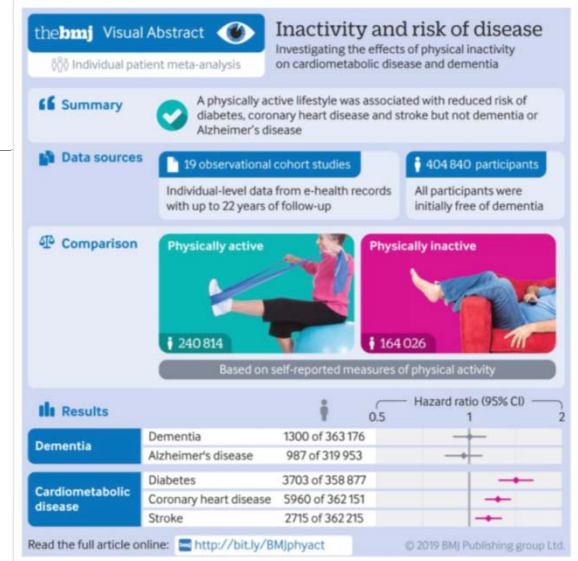 thebmj Visual Abstract
Individual patient meta-analysis
Inactivity and risk of disease
Investigating the effects of physical inactivity
on cardiometabolic disease and dementia
Summary
A physically active lifestyle was associated with reduced risk of
diabetes, coronary heart disease and stroke but not dementia or
Alzheimer's disease
Data sources
19 observational cohort studies
Individual-level data from e-health records
with up to 22 years of follow-up
404 840 participants
All participants were
initially free of dementia
Comparison
Physically active
240 814
Physically inactive
164 026
Based on self-reported measures of physical activity
Results
Hazard ratio (95% CI)
0.5 1 2
Dementia
Dementia 1300 of 363 176
Alzheimer's disease 987 of 319 953
Cardiometabolic
disease
Diabetes 3703 of 358 877
Coronary heart disease 5960 of 362 151
Stroke 2715 of 362 215
Read the full article online: http://bit.ly/BMJphyact
© 2019 BMJ Publishing group Ltd.